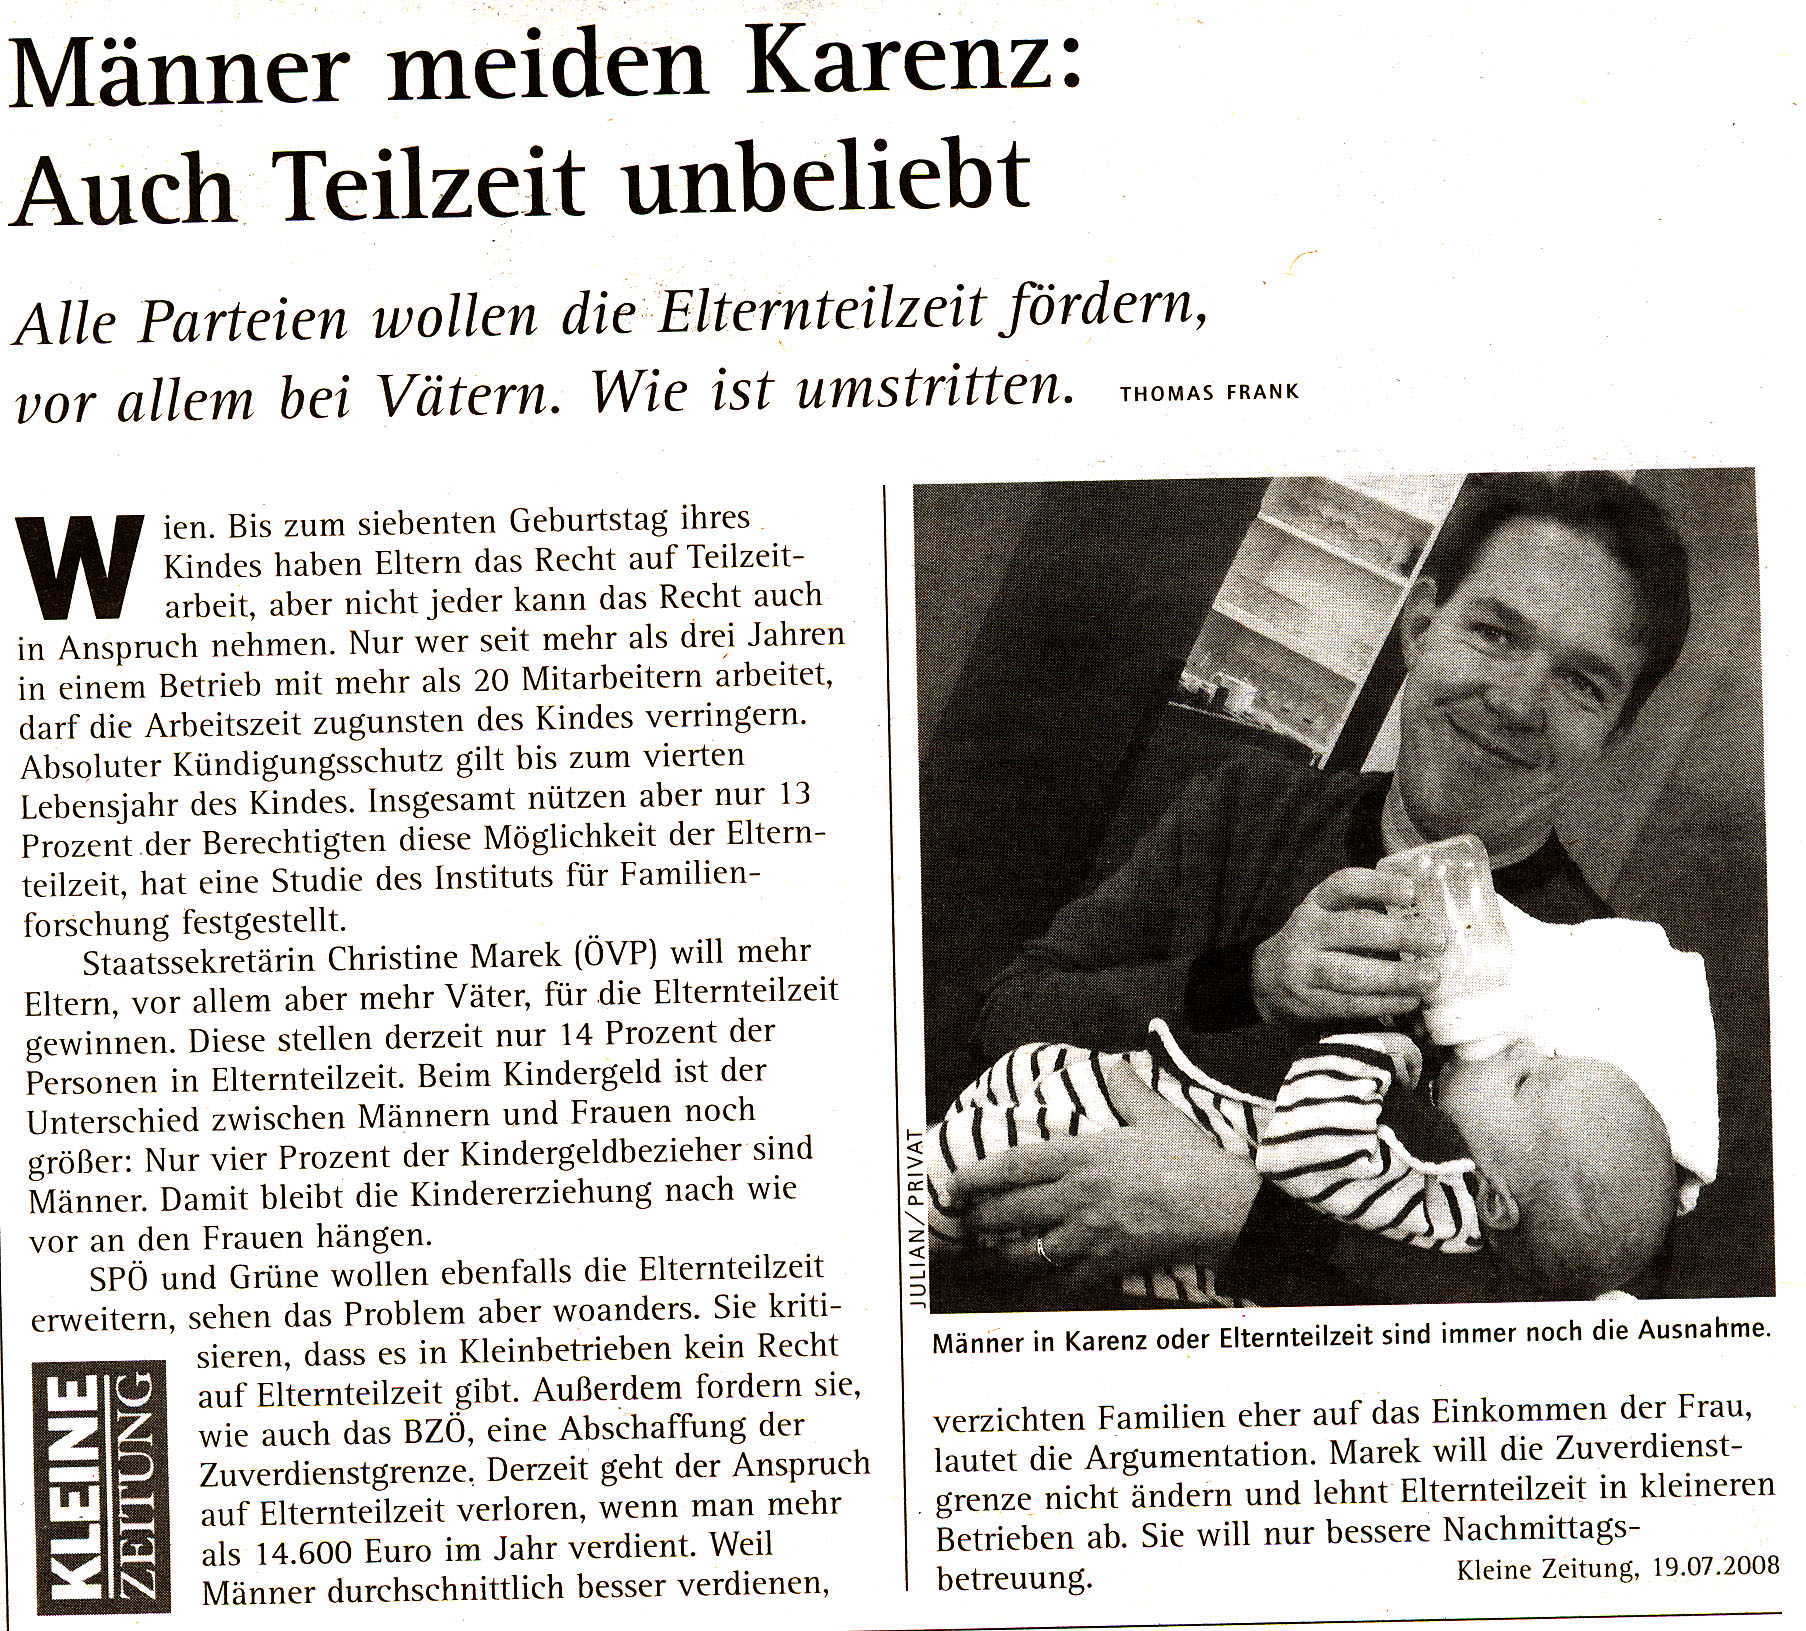 Männer meiden Karenz:
Auch Teilzeit unbeliebt
Alle Parteien wollen die Elternteilzeit fördern,
vor allem bei Vätern. Wie ist umstritten. THOMAS FRANK
Wien. Bis zum siebenten Geburtstag ihres
Kindes haben Eltern das Recht auf Teilzeit-
arbeit, aber nicht jeder kann das Recht auch
in Anspruch nehmen. Nur wer seit mehr als drei Jahren
in einem Betrieb mit mehr als 20 Mitarbeitern arbeitet,
darf die Arbeitszeit zugunsten des Kindes verringern.
Absoluter Kündigungsschutz gilt bis zum vierten
Lebensjahr des Kindes. Insgesamt nützen aber nur 13
Prozent der Berechtigten diese Möglichkeit der Eltern-
teilzeit, hat eine Studie des Instituts für Familien-
forschung festgestellt.
Staatssekretärin Christine Marek (ÖVP) will mehr
Eltern, vor allem aber mehr Väter, für die Elternteilzeit
gewinnen. Diese stellen derzeit nur 14 Prozent der
Personen in Elternteilzeit. Beim Kindergeld ist der
Unterschied zwischen Männern und Frauen noch
größer: Nur vier Prozent der Kindergeldbezieher sind
Männer. Damit bleibt die Kindererziehung nach wie
vor an den Frauen hängen.
SPÖ und Grüne wollen ebenfalls die Elternteilzeit
erweitern, sehen das Problem aber woanders. Sie kriti-
sieren, dass es in Kleinbetrieben kein Recht
auf Elternteilzeit gibt. Außerdem fordern sie,
wie auch das BZÖ, eine Abschaffung der
Zuverdienstgrenze. Derzeit geht der Anspruch
auf Elternteilzeit verloren, wenn man mehr
als 14.600 Euro im Jahr verdient. Weil
Männer durchschnittlich besser verdienen,
KLEINE
ZEITUNG
JULIAN/PRIVAT
Männer in Karenz oder Elternteilzeit sind immer noch die Ausnahme.
verzichten Familien eher auf das Einkommen der Frau,
lautet die Argumentation. Marek will die Zuverdienst-
grenze nicht ändern und lehnt Elternteilzeit in kleineren
Betrieben ab. Sie will nur bessere Nachmittags-
betreuung.
Kleine Zeitung, 19.07.2008